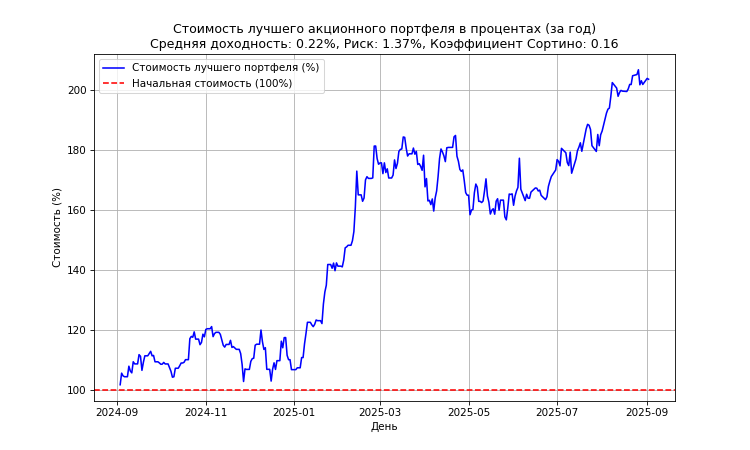 Стоимость лучшего акционного портфеля в процентах (за год)
Средняя доходность: 0.22%, Риск: 1.37%, Коэффициент Сортино: 0.16
Стоимость лучшего портфеля (%)
Начальная стоимость (100%)
Стоимость (%)
200
180
160
140
120
100
2024-09 2024-11 2025-01 2025-03 2025-05 2025-07 2025-09
День